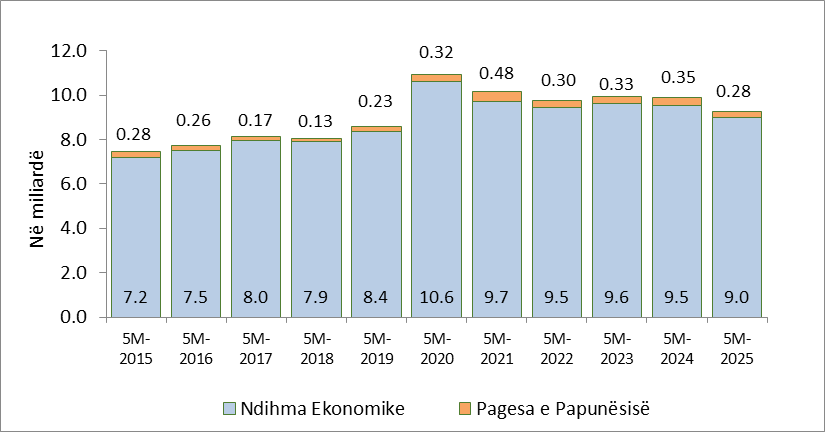 Në miliardë
12.0
10.0
8.0
6.0
4.0
2.0
0.0
0.28 0.26 0.17 0.13 0.23 0.32 0.48 0.30 0.33 0.35 0.28
7.2 7.5 8.0 7.9 8.4 10.6 9.7 9.5 9.6 9.5 9.0
5M- 5M- 5M- 5M- 5M- 5M- 5M- 5M- 5M- 5M- 5M-
2015 2016 2017 2018 2019 2020 2021 2022 2023 2024 2025
Ndihma Ekonomike Pagesa e Papunësisë